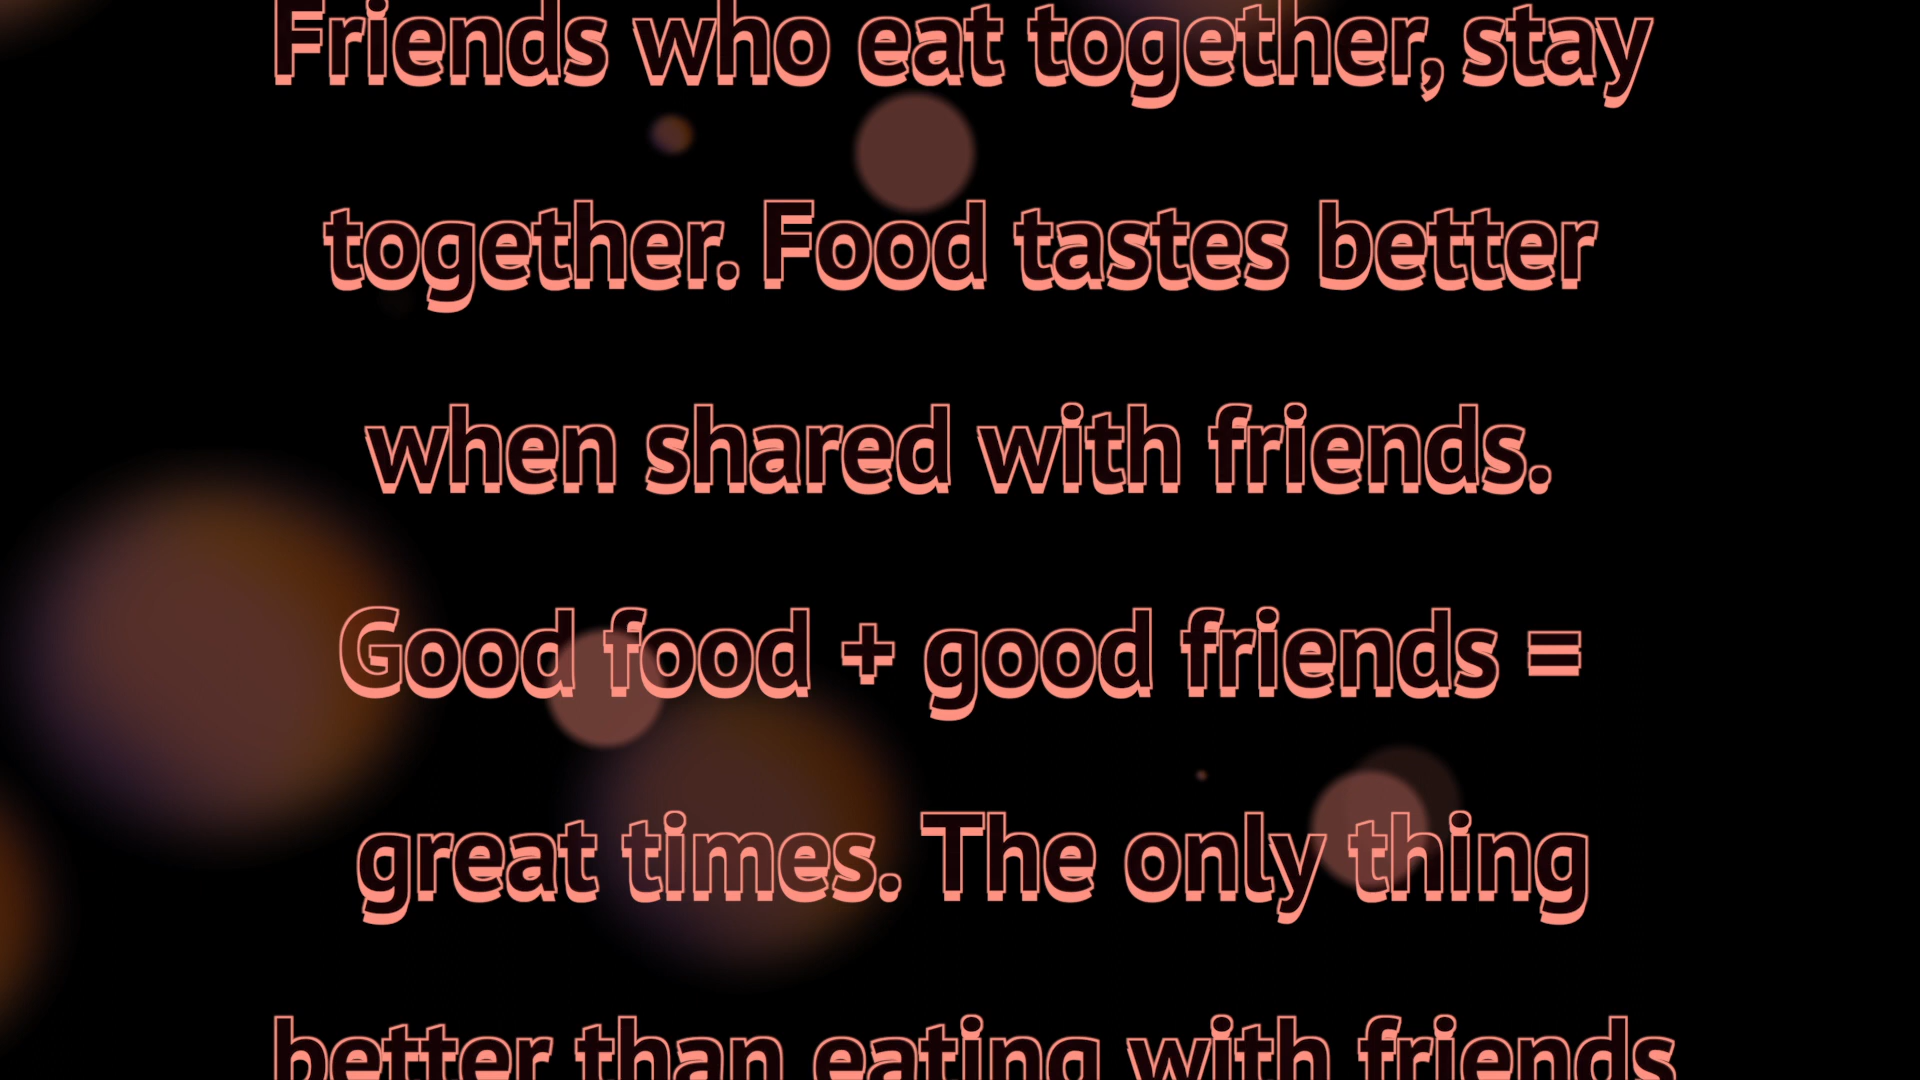 Friends who eat together, stay
together. Food tastes better
when shared with friends.
Good food + good friends =
great times. The only thing
better than eating with friends